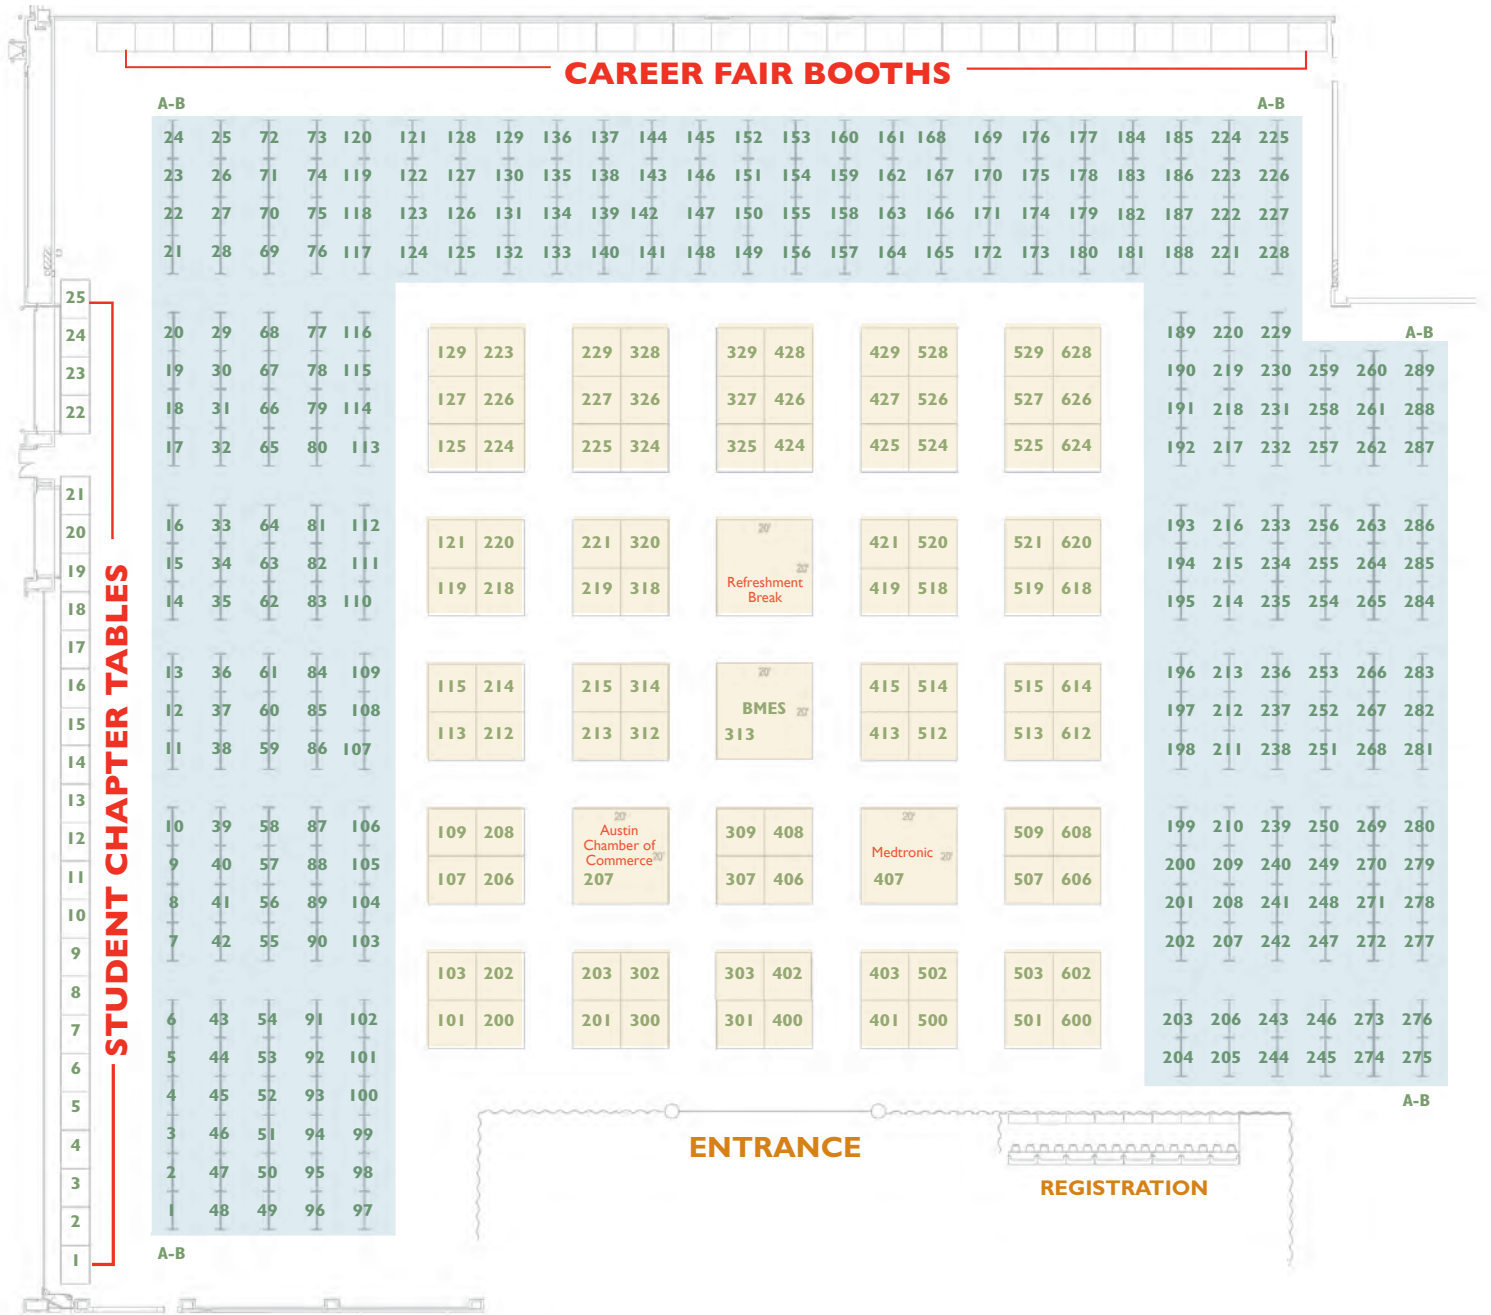 CAREER FAIR BOOTHS
A-B A-B
24 25 72 73 120 121 128 129 136 137 144 145 152 153 160 161 168 169 176 177 184 185 224 225
23 26 71 74 119 122 127 130 135 138 143 146 151 154 159 162 167 170 175 178 183 186 223 226
22 27 70 75 118 123 126 131 134 139 142 147 150 155 158 163 166 171 174 179 182 187 222 227
21 28 69 76 117 124 125 132 133 140 141 148 149 156 157 164 165 172 173 180 181 188 221 228
25
24
23
22
21
20
19
18
17
16
15
14
13
12
11
10
9
8
7
6
5
4
3
2
1
STUDENT CHAPTER TABLES
20 29 68 77 116
19 30 67 78 115
18 31 66 79 114
17 32 65 80 113
16 33 64 81 112
15 34 63 82 111
14 35 62 83 110
13 36 61 84 109
12 37 60 85 108
11 38 59 86 107
10 39 58 87 106
9 40 57 88 105
8 41 56 89 104
7 42 55 90 103
6 43 54 91 102
5 44 53 92 101
4 45 52 93 100
3 46 51 94 99
2 47 50 95 98
1 48 49 96 97
A-B
129 223 229 328 329 428 429 528 529 628
127 226 227 326 327 426 427 526 527 626
125 224 225 324 325 424 425 524 525 624
20'
121 220 221 320 421 520 521 620
20'
119 218 219 318 Refreshment 419 518 519 618
Break
20'
115 214 215 314 415 514 515 614
BMES 20'
113 212 213 312 313 413 512 513 612
20' 20'
109 208 Austin 309 408 509 608
Chamber of
Commerce 20' Medtronic 20'
107 206 207 307 406 407 507 606
103 202 203 302 303 402 403 502 503 602
101 200 201 300 301 400 401 500 501 600
189 220 229 A-B
190 219 230 259 260 289
191 218 231 258 261 288
192 217 232 257 262 287
193 216 233 256 263 286
194 215 234 255 264 285
195 214 235 254 265 284
196 213 236 253 266 283
197 212 237 252 267 282
198 211 238 251 268 281
199 210 239 250 269 280
200 209 240 249 270 279
201 208 241 248 271 278
202 207 242 247 272 277
203 206 243 246 273 276
204 205 244 245 274 275
A-B
ENTRANCE
REGISTRATION